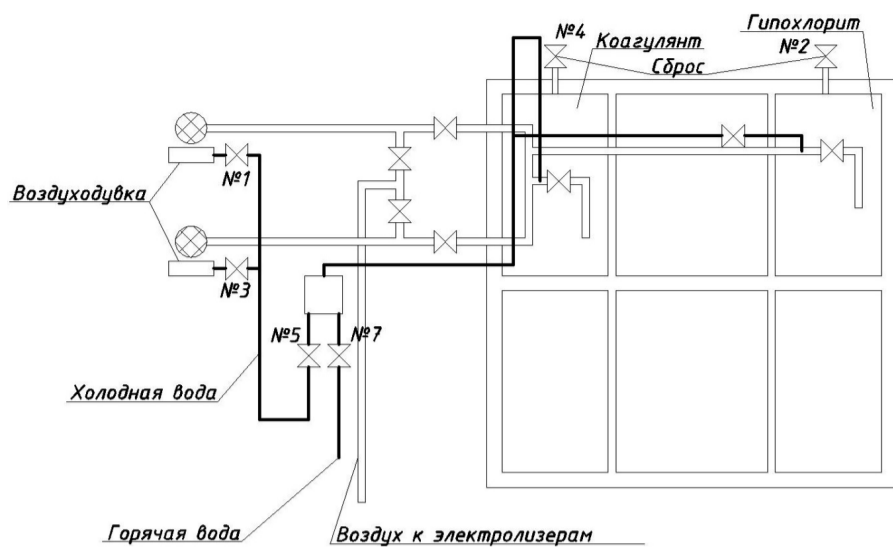 №4
Коагулянт
Гипохлорит
№2
Сброс
№1
Воздуходувка
№3
№5
№7
Холодная вода
Горячая вода
Воздух к электролизерам